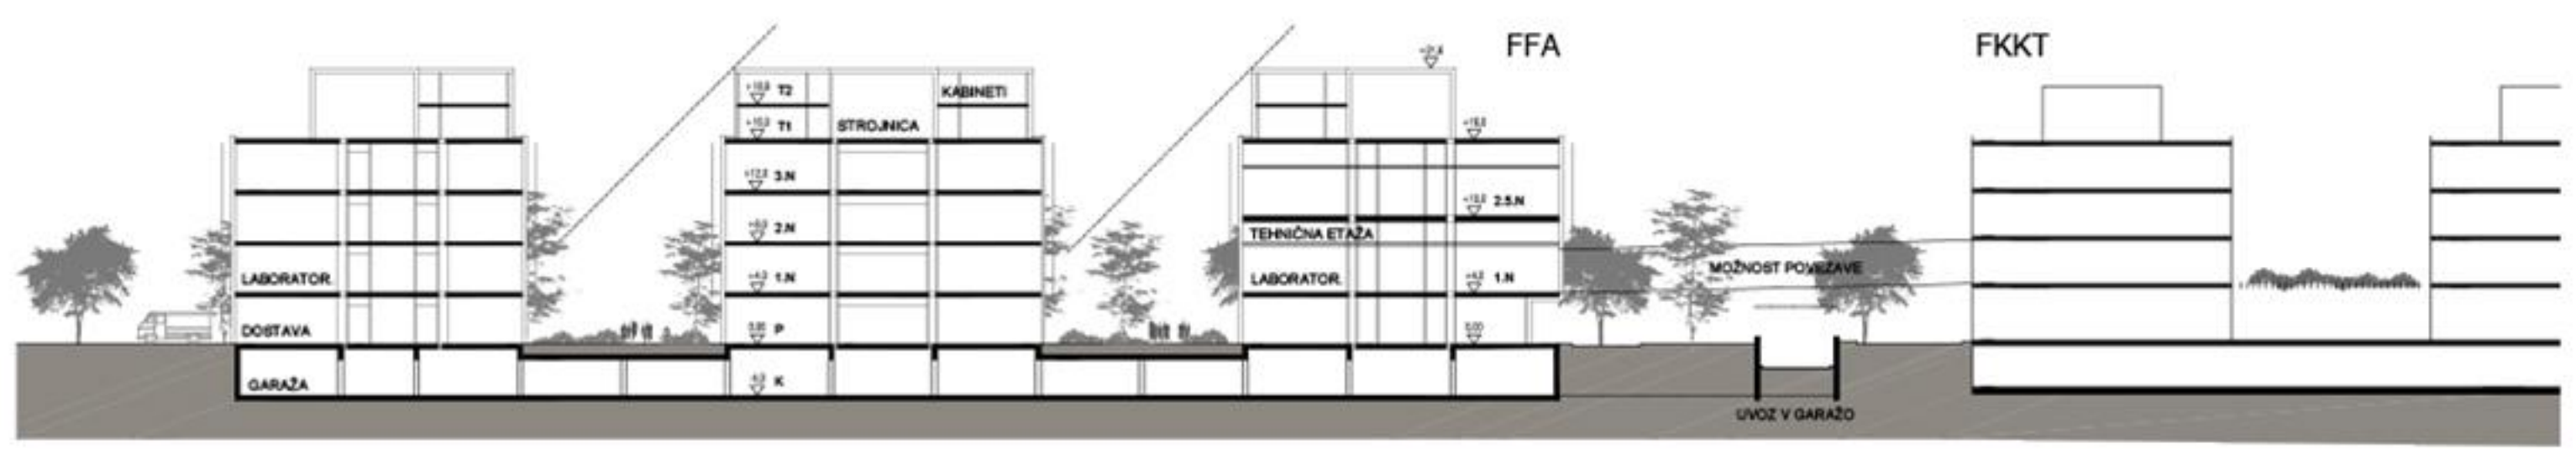 FFA
FKKT
T2
KABINETI
T1
STROJNICA
3.N
2.N
2.5.N
TEHNIČNA ETAŽA
MOŽNOST POVEZAVE
LABORATOR.
1.N
LABORATOR.
1.N
DOSTAVA
P
GARAŽA
K
UVOZ V GARAŽO